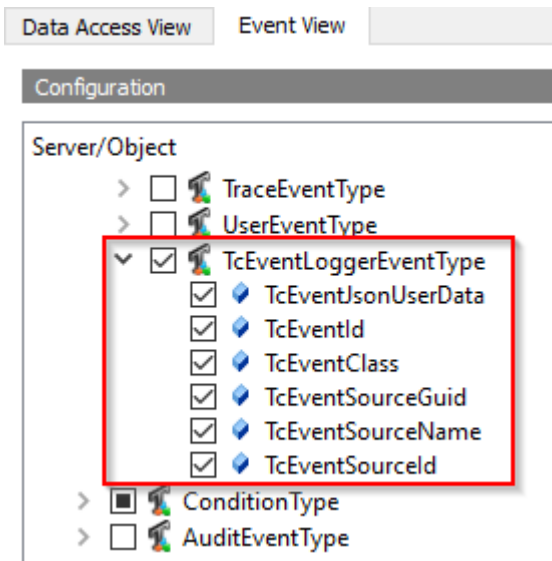 Data Access View Event View
Configuration
Server/Object
TraceEventType
UserEventType
TcEventLoggerEventType
TcEventJsonUserData
TcEventId
TcEventClass
TcEventSourceGuid
TcEventSourceName
TcEventSourceId
ConditionType
AuditEventType